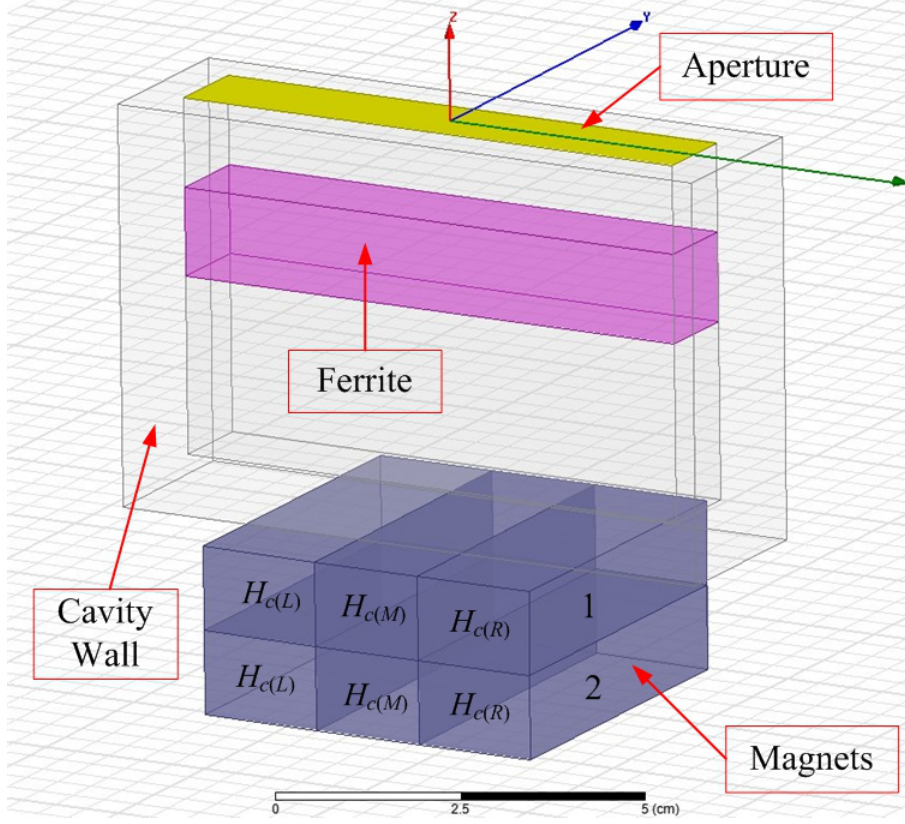 Z
Y
Aperture
Ferrite
Cavity
Wall
H_c(L) H_c(M) H_c(R) 1
H_c(L) H_c(M) H_c(R) 2
Magnets
0 2.5 5 (cm)